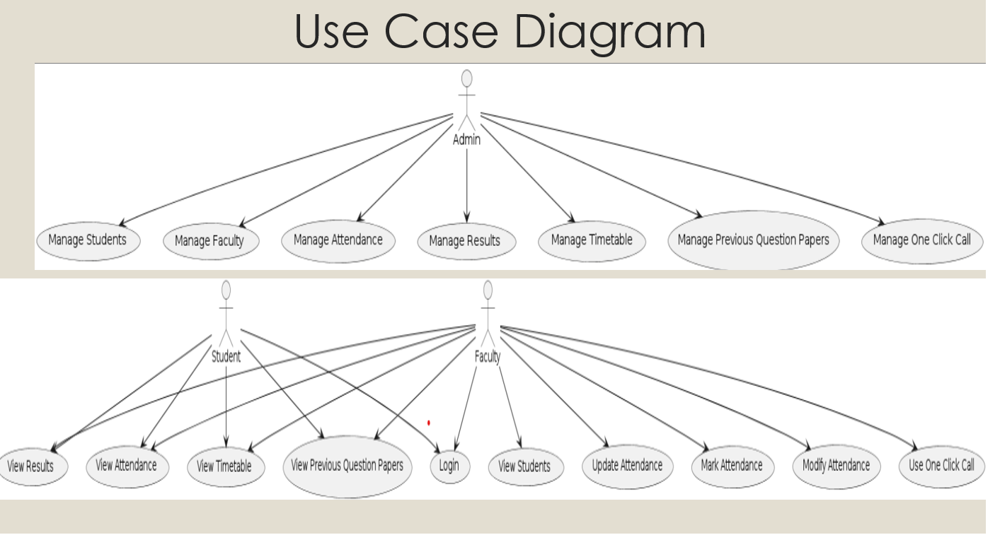 Use Case Diagram
Admin
Manage Students
Manage Faculty
Manage Attendance
Manage Results
Manage Timetable
Manage Previous Question Papers
Manage One Click Call
Student
Faculty
View Results
View Attendance
View Timetable
View Previous Question Papers
Login
View Students
Update Attendance
Mark Attendance
Modify Attendance
Use One Click Call